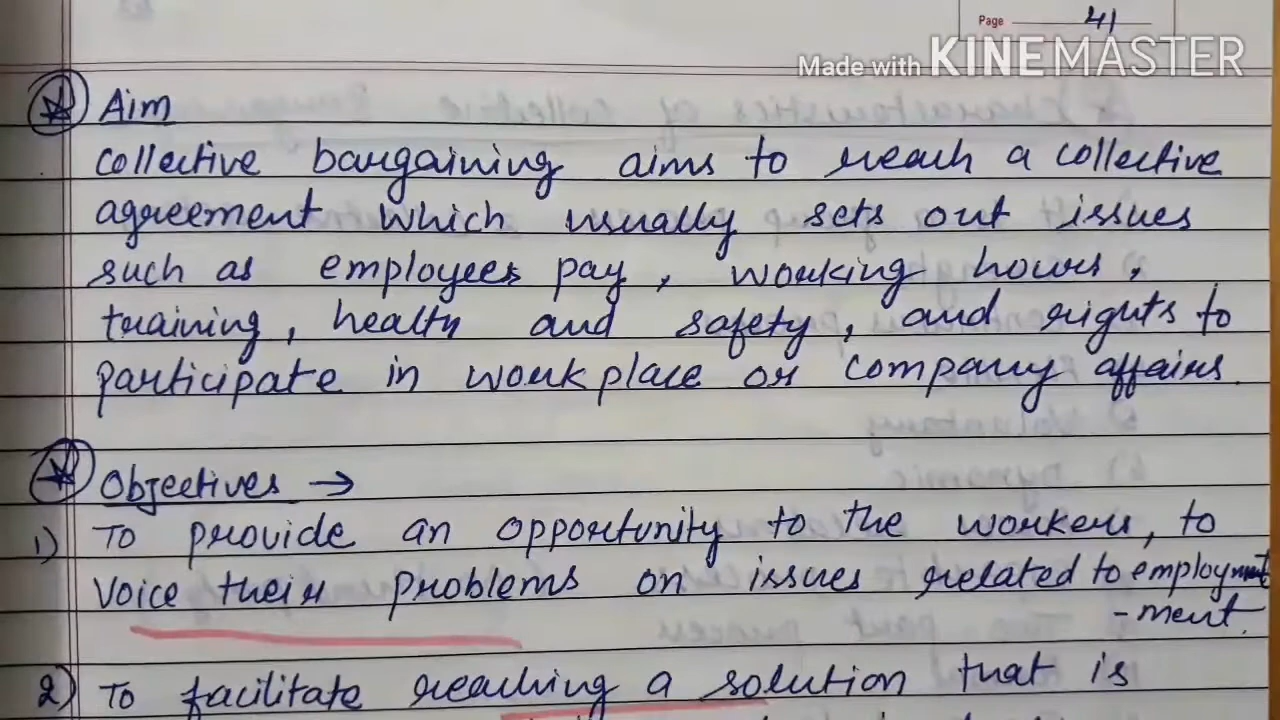 Page 41
Made with KINEMASTER
Aim
collective bargaining aims to reach a collective
agreement which usually sets out issues
such as employees pay, working hours,
training, health and safety, and rights to
participate in workplace or company affairs.
Objectives →
1) To provide an opportunity to the workers, to
voice their problems on issues related to employment
-ment.
2) To facilitate reaching a solution that is